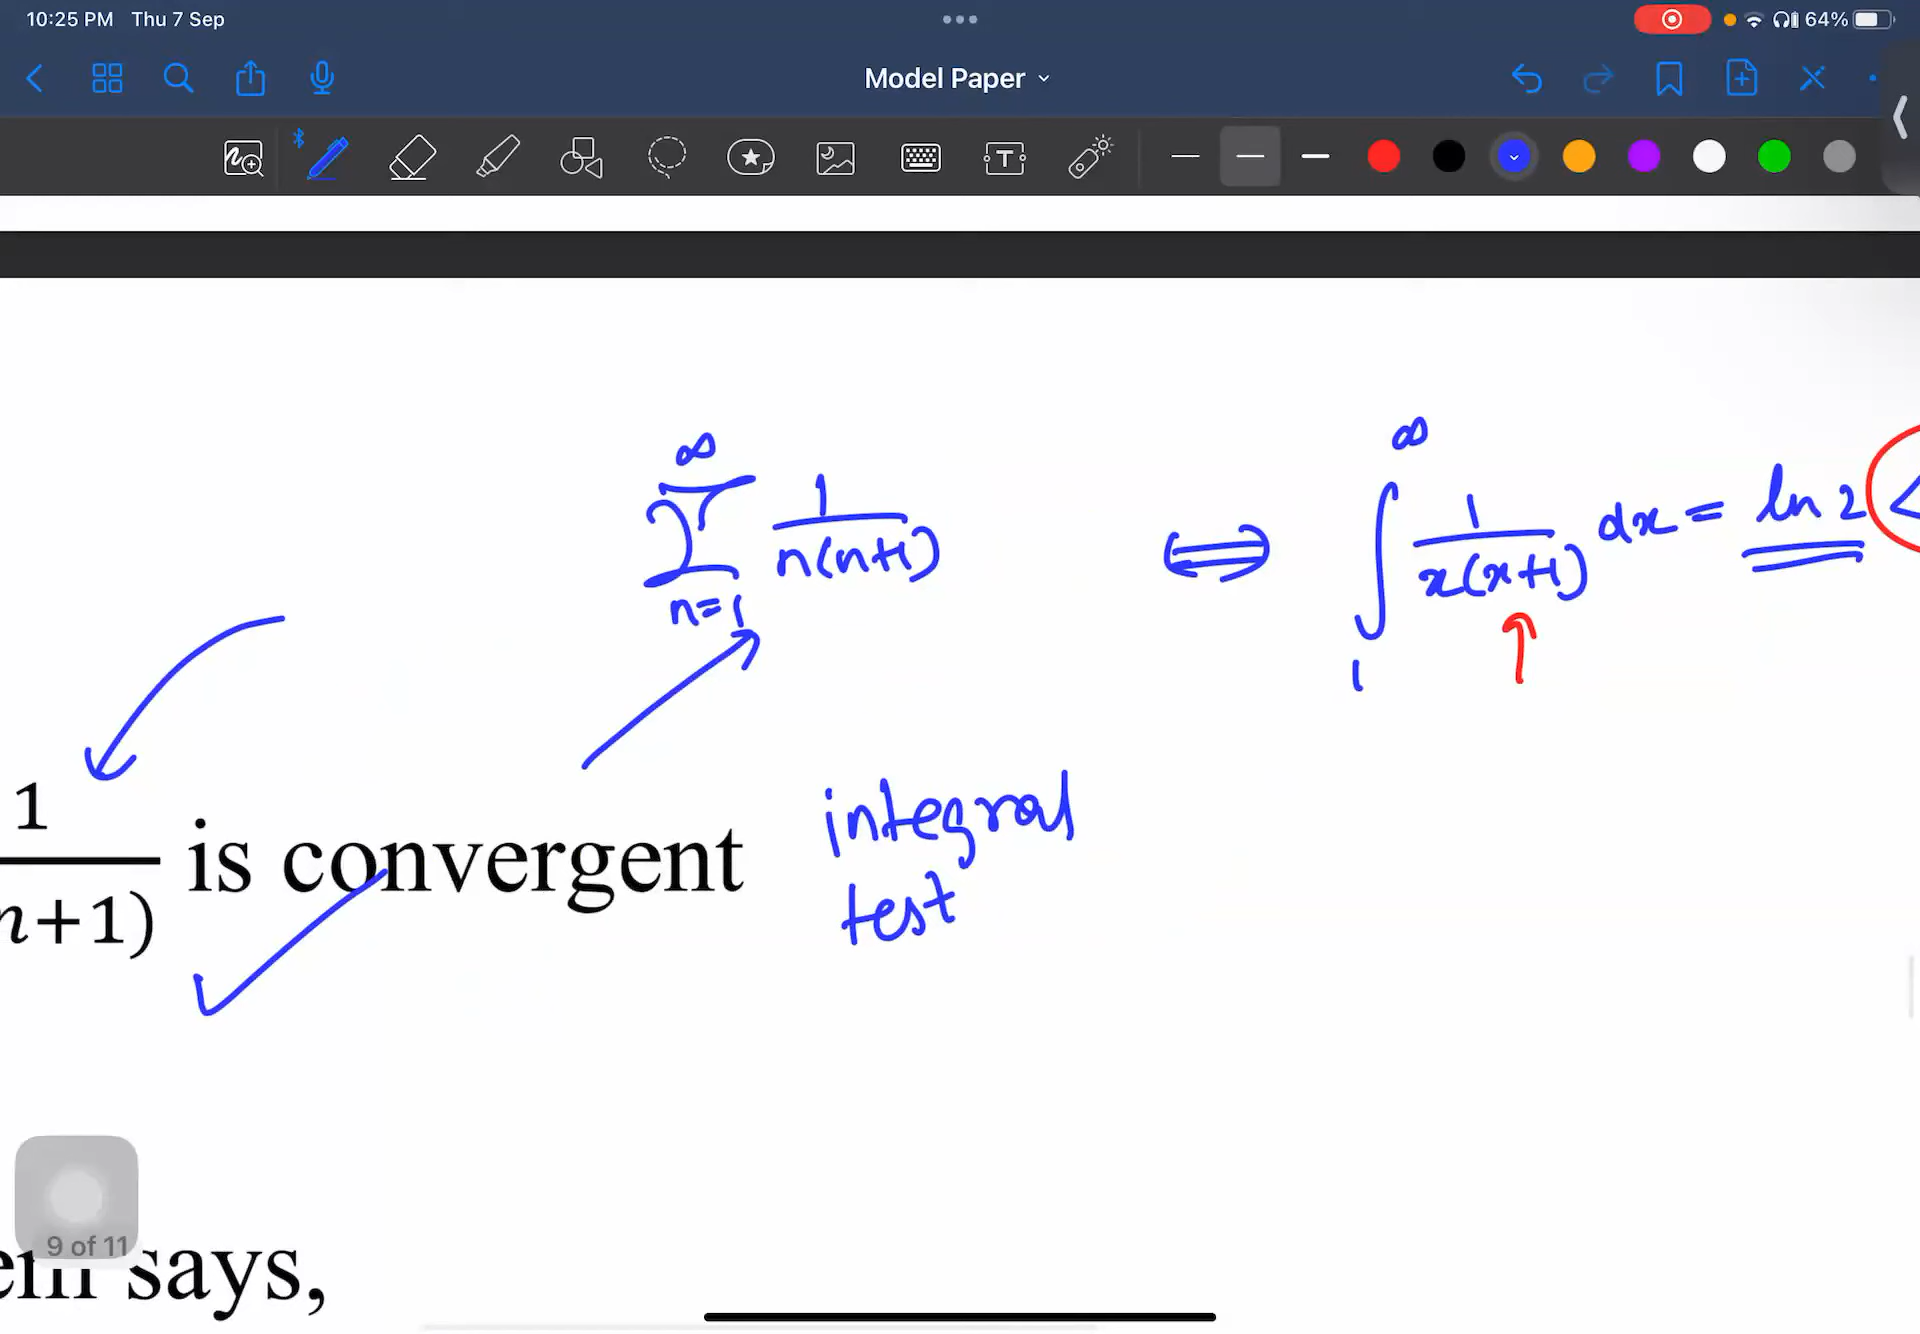 10:25 PM Thu 7 Sep
64%
Model Paper
T
∞
∑ 1/n(n+1)
n=1
⟺
∞
∫ 1/x(x+1) dx = ln 2 <
1
1
n+1) is convergent
integral
test
9 of 11
says,